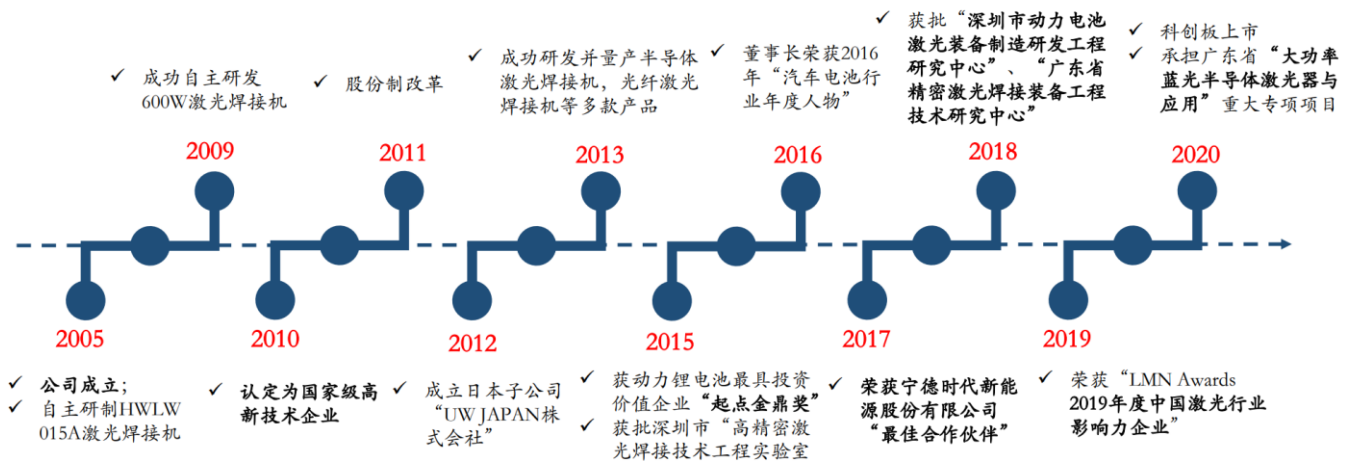 ✓ 成功自主研发
600W激光焊接机
2009
✓ 股份制改革
2011
✓ 成功研发并量产半导体
激光焊接机，光纤激光
焊接机等多款产品
2013
✓ 董事长荣获2016
年“汽车电池行
业年度人物”
2016
✓ 获批“深圳市动力电池
激光装备制造研发工程
研究中心”、“广东省
精密激光焊接装备工程
技术研究中心”
2018
✓ 科创板上市
✓ 承担广东省“大功率
蓝光半导体激光器与
应用”重大专项项目
2020
2005
✓ 公司成立；
✓ 自主研制HWLW
015A激光焊接机
2010
✓ 认定为国家级高
新技术企业
2012
✓ 成立日本子公司
“UW JAPAN株
式会社”
2015
✓ 获动力锂电池最具投资
价值企业“起点金鼎奖”
✓ 获批深圳市“高精密激
光焊接技术工程实验室
2017
✓ 荣获宁德时代新能
源股份有限公司
“最佳合作伙伴”
2019
✓ 荣获“LMN Awards
2019年度中国激光行业
影响力企业”